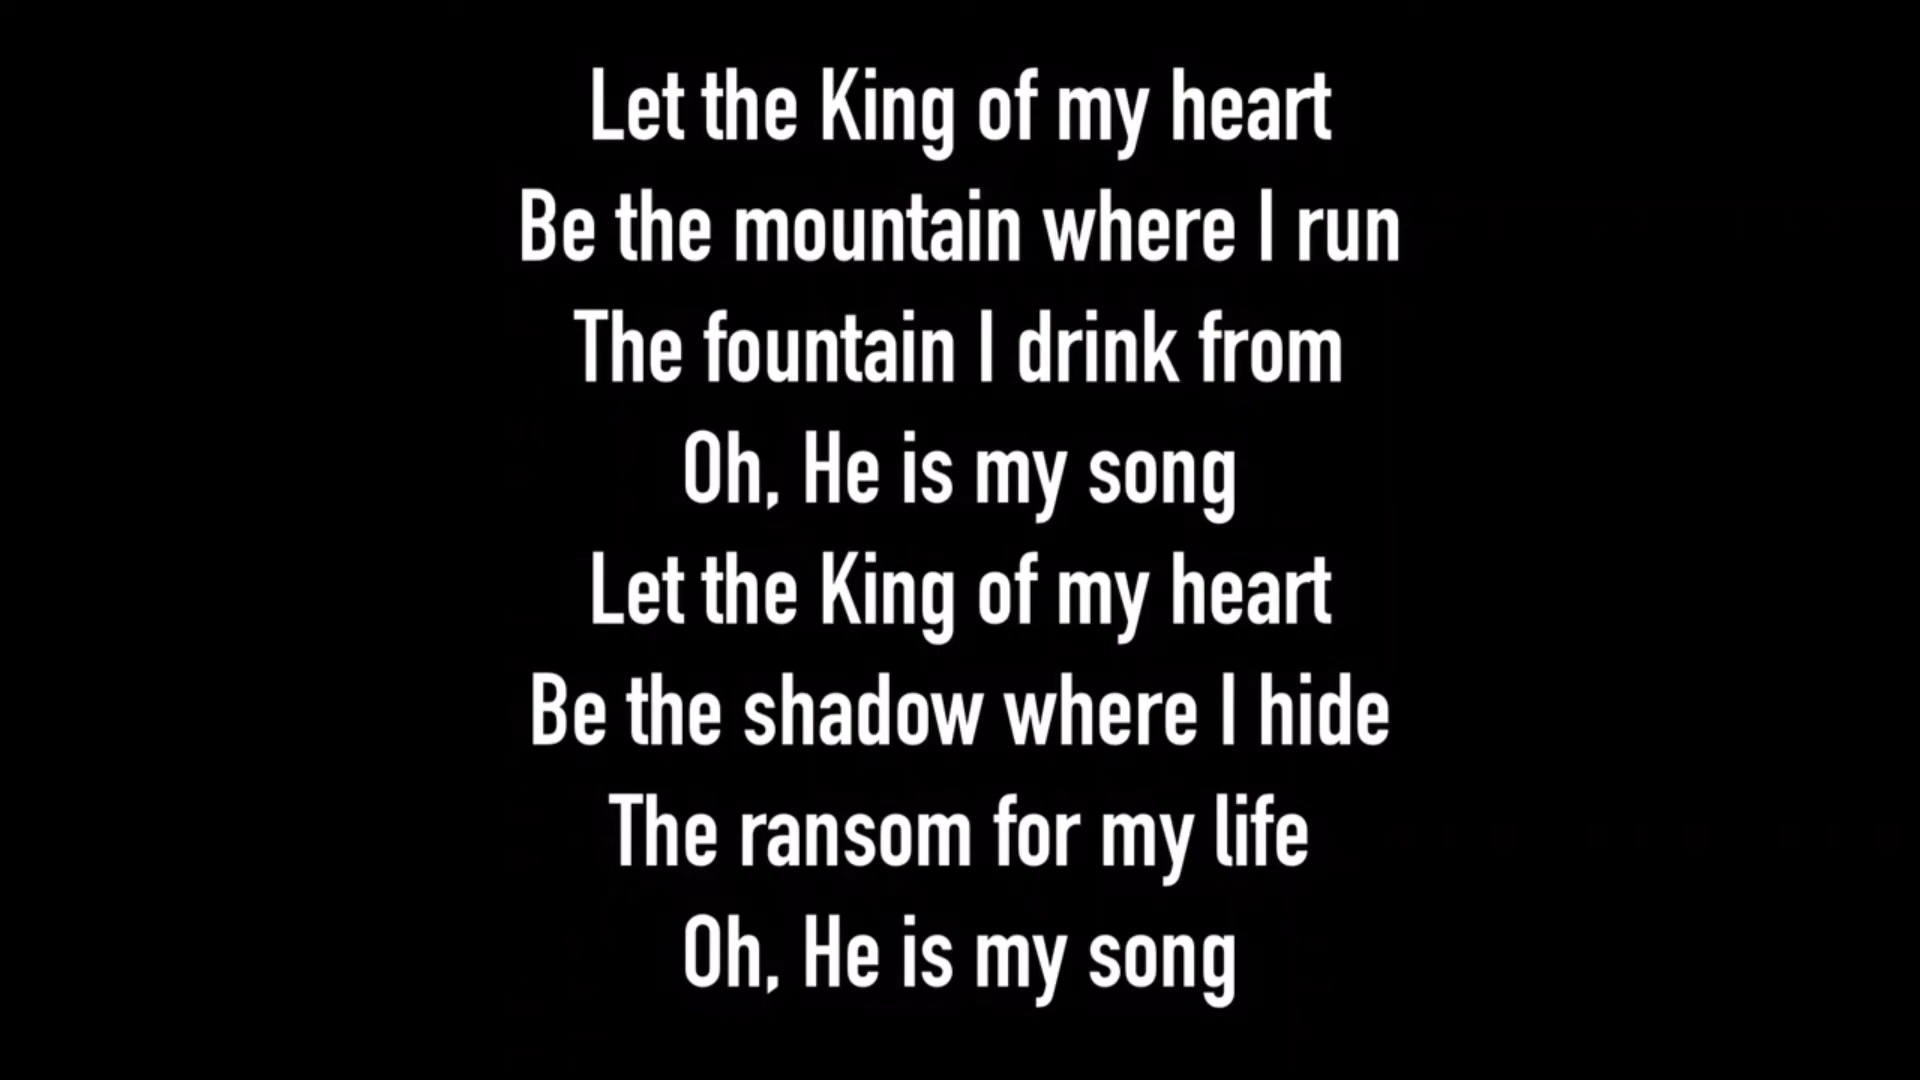 Let the King of my heart
Be the mountain where I run
The fountain I drink from
Oh, He is my song
Let the King of my heart
Be the shadow where I hide
The ransom for my life
Oh, He is my song